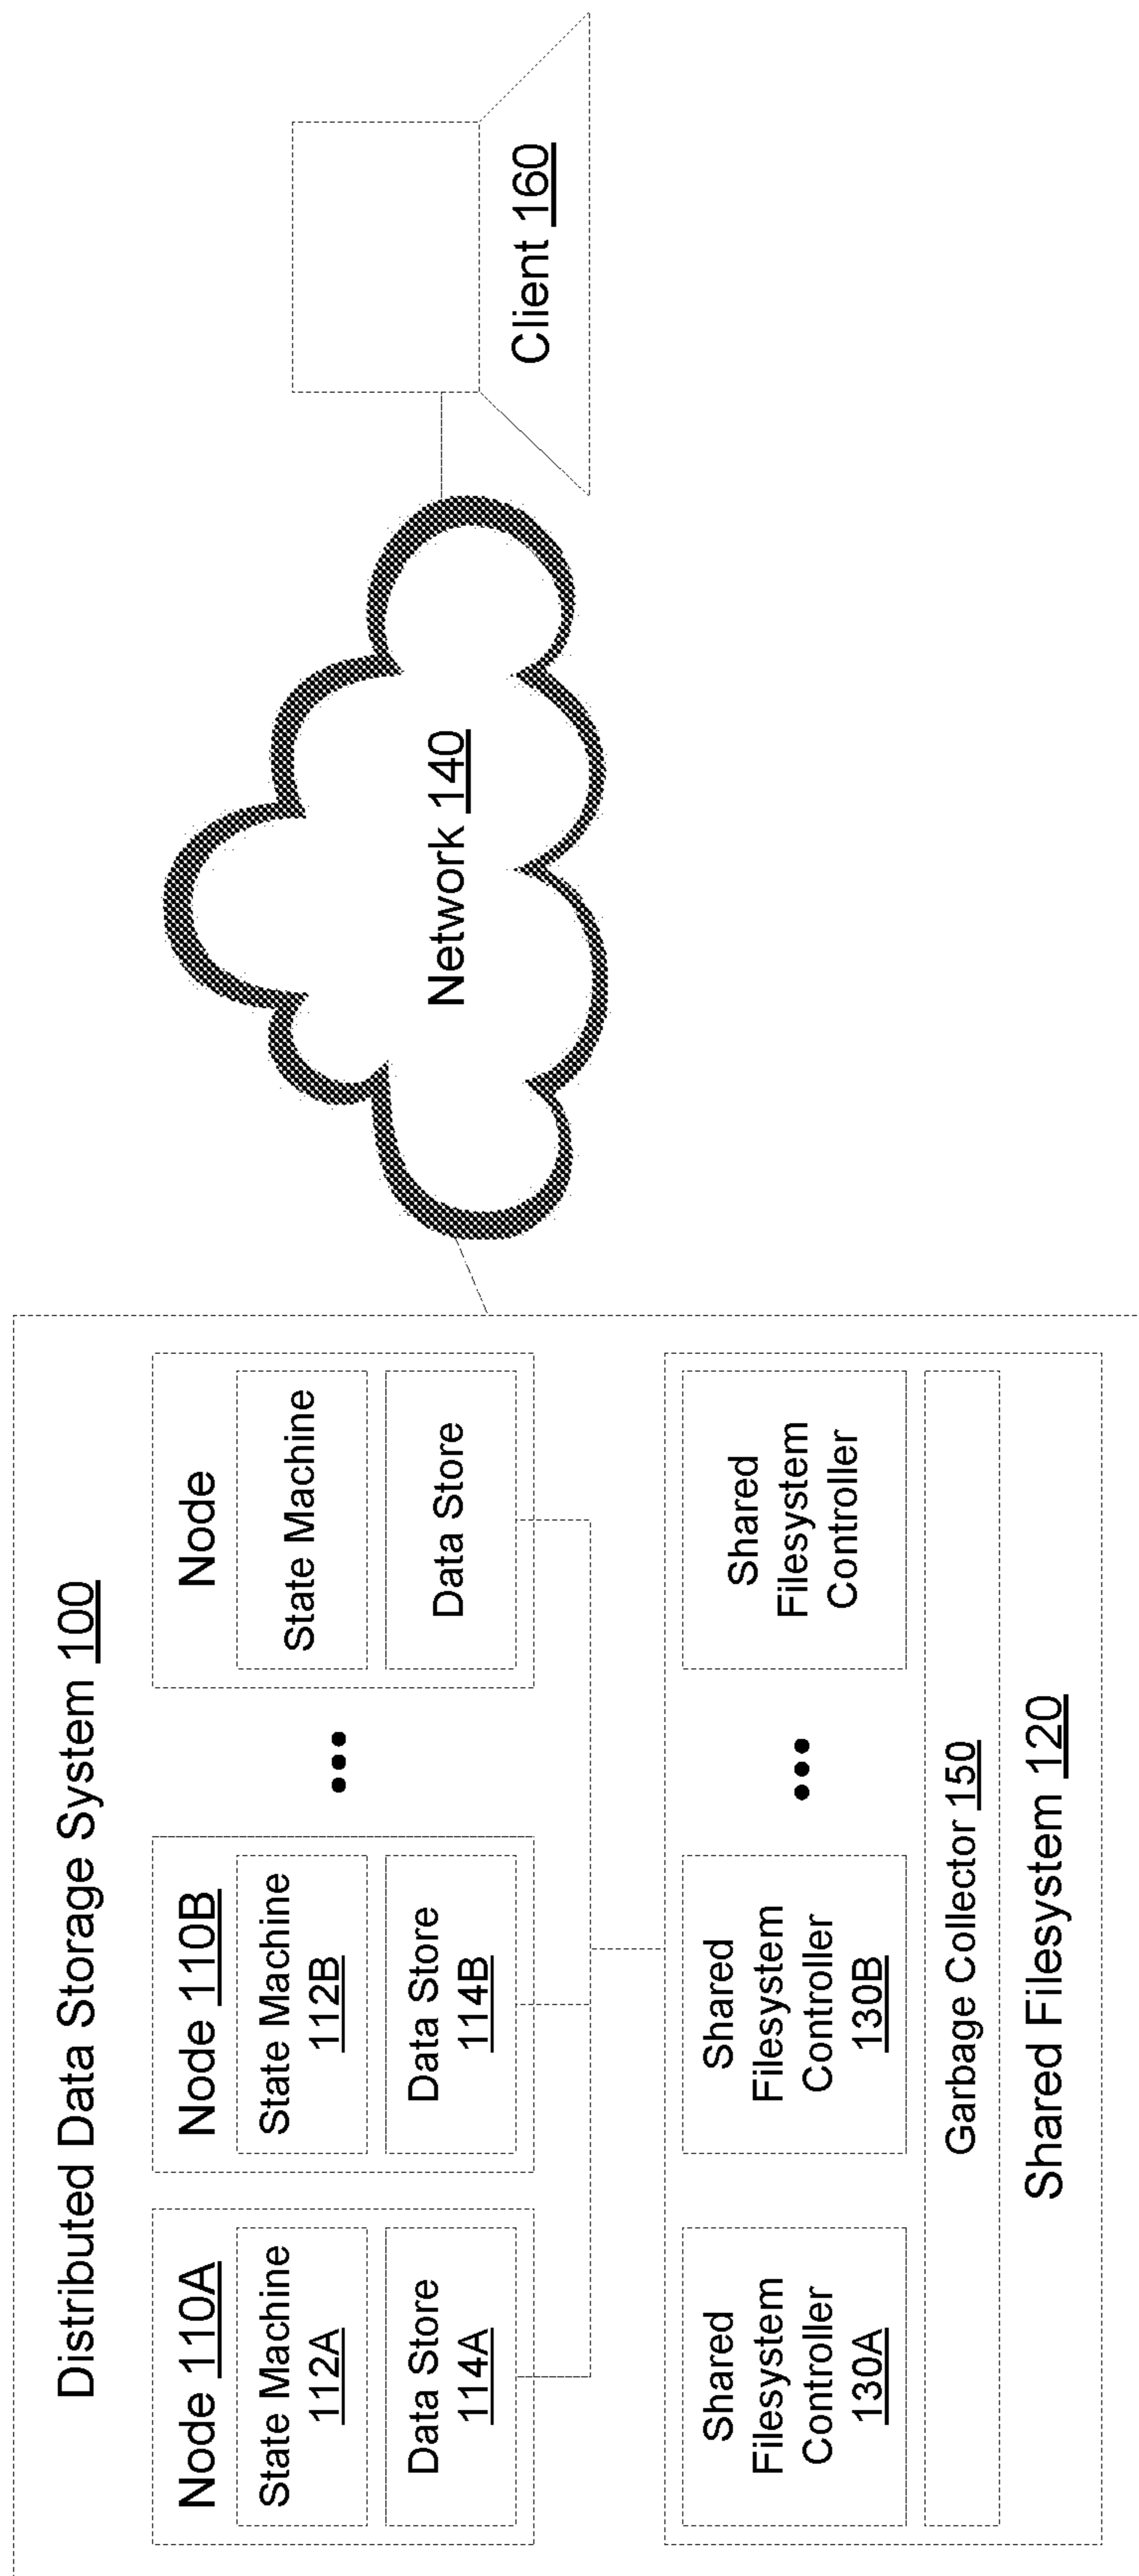 Distributed Data Storage System 100
Node 110A
State Machine
112A
Data Store
114A
Node 110B
State Machine
112B
Data Store
114B
•••
Node
State Machine
Data Store
Shared
Filesystem
Controller
130A
Shared
Filesystem
Controller
130B
•••
Shared
Filesystem
Controller
Garbage Collector 150
Shared Filesystem 120
Network 140
Client 160